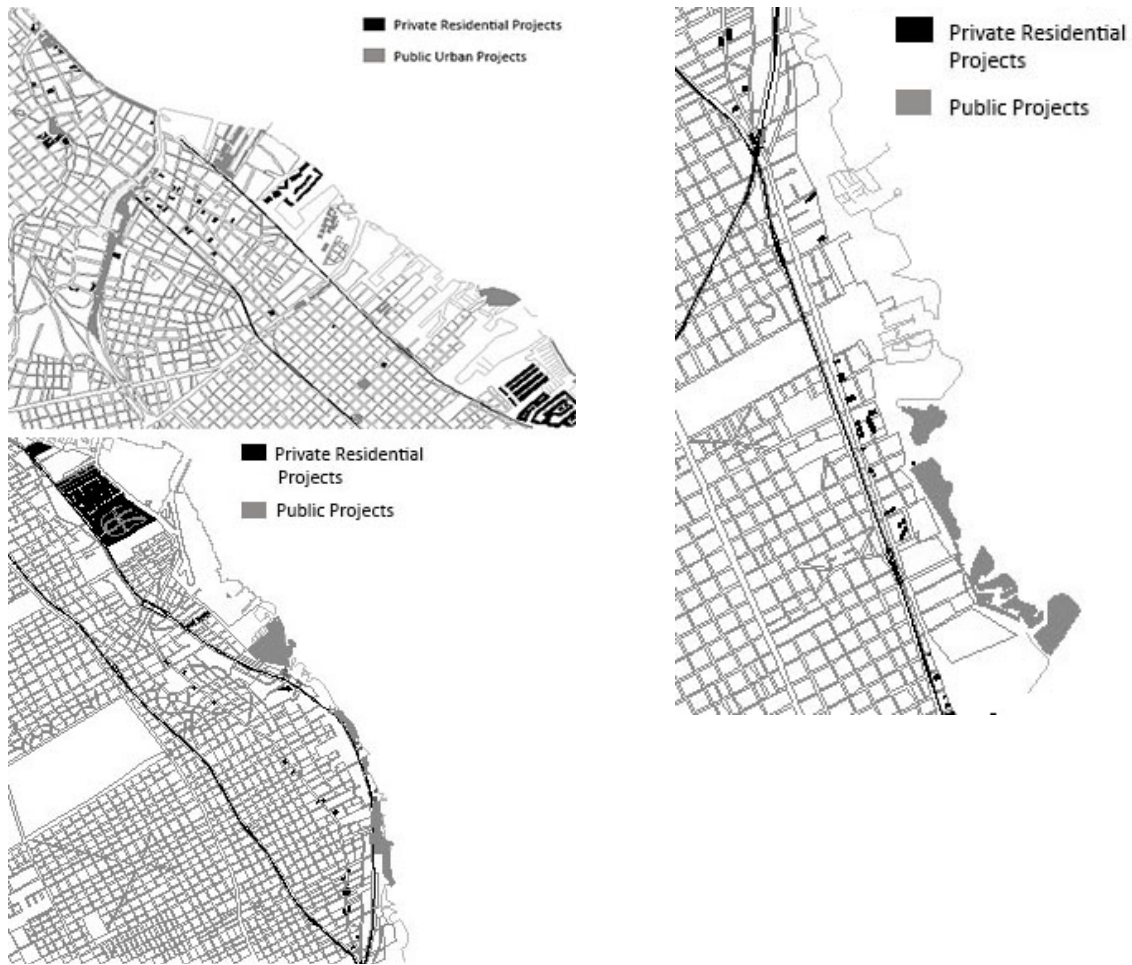 Private Residential Projects
Public Urban Projects
Private Residential
Projects
Public Projects
Private Residential
Projects
Public Projects